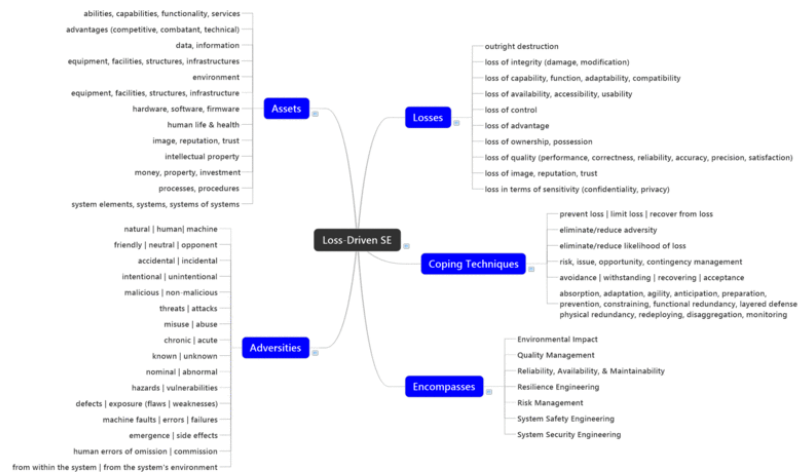 abilities, capabilities, functionality, services
advantages (competitive, combatant, technical)
data, information
equipment, facilities, structures, infrastructures
environment
equipment, facilities, structures, infrastructure
hardware, software, firmware
human life & health
image, reputation, trust
intellectual property
money, property, investment
processes, procedures
system elements, systems, systems of systems
Assets
natural | human| machine
friendly | neutral | opponent
accidental | incidental
intentional | unintentional
malicious | non-malicious
threats | attacks
misuse | abuse
chronic | acute
known | unknown
nominal | abnormal
hazards | vulnerabilities
defects | exposure (flaws | weaknesses)
machine faults | errors | failures
emergence | side effects
human errors of omission | commission
from within the system | from the system's environment
Adversities
Loss-Driven SE
Losses
outright destruction
loss of integrity (damage, modification)
loss of capability, function, adaptability, compatibility
loss of availability, accessibility, usability
loss of control
loss of advantage
loss of ownership, possession
loss of quality (performance, correctness, reliability, accuracy, precision, satisfaction)
loss of image, reputation, trust
loss in terms of sensitivity (confidentiality, privacy)
Coping Techniques
prevent loss | limit loss | recover from loss
eliminate/reduce adversity
eliminate/reduce likelihood of loss
risk, issue, opportunity, contingency management
avoidance | withstanding | recovering | acceptance
absorption, adaptation, agility, anticipation, preparation,
prevention, constraining, functional redundancy, layered defense
physical redundancy, redeploying, disaggregation, monitoring
Encompasses
Environmental Impact
Quality Management
Reliability, Availability, & Maintainability
Resilience Engineering
Risk Management
System Safety Engineering
System Security Engineering